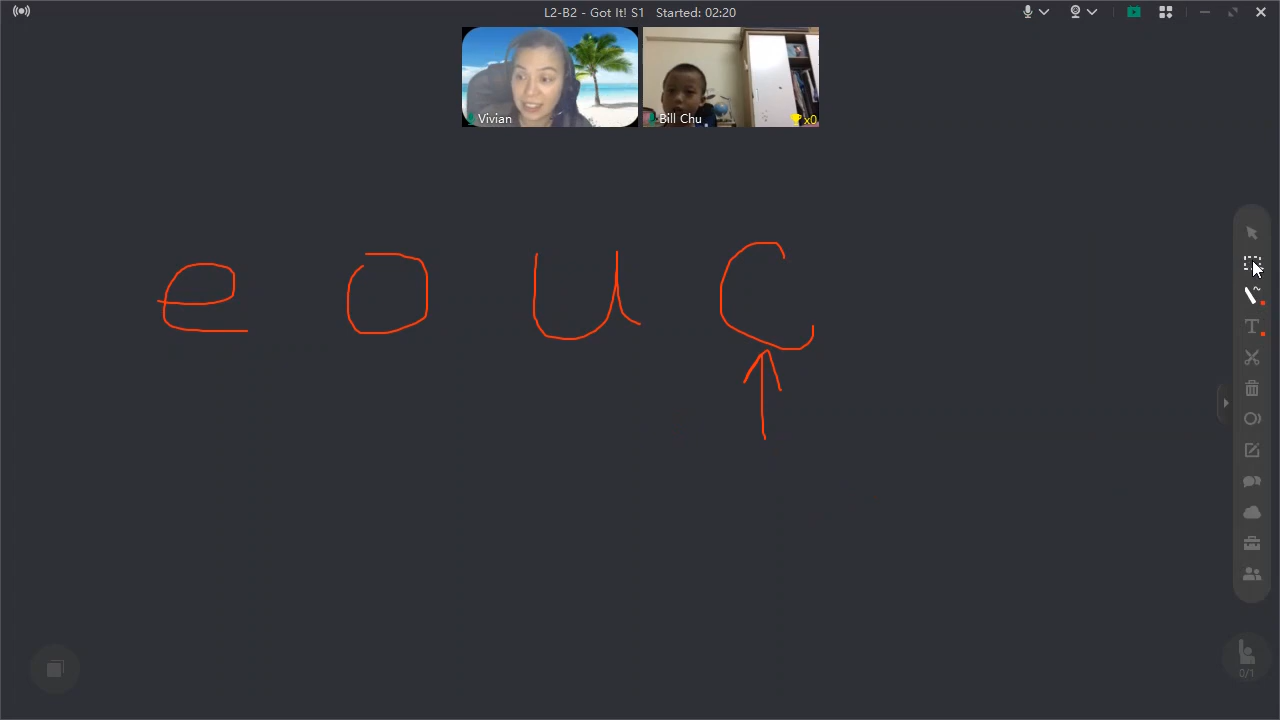 L2-B2 - Got It! S1 Started: 02:20
Vivian
Bill Chu
x0
e o u c
T
0/1